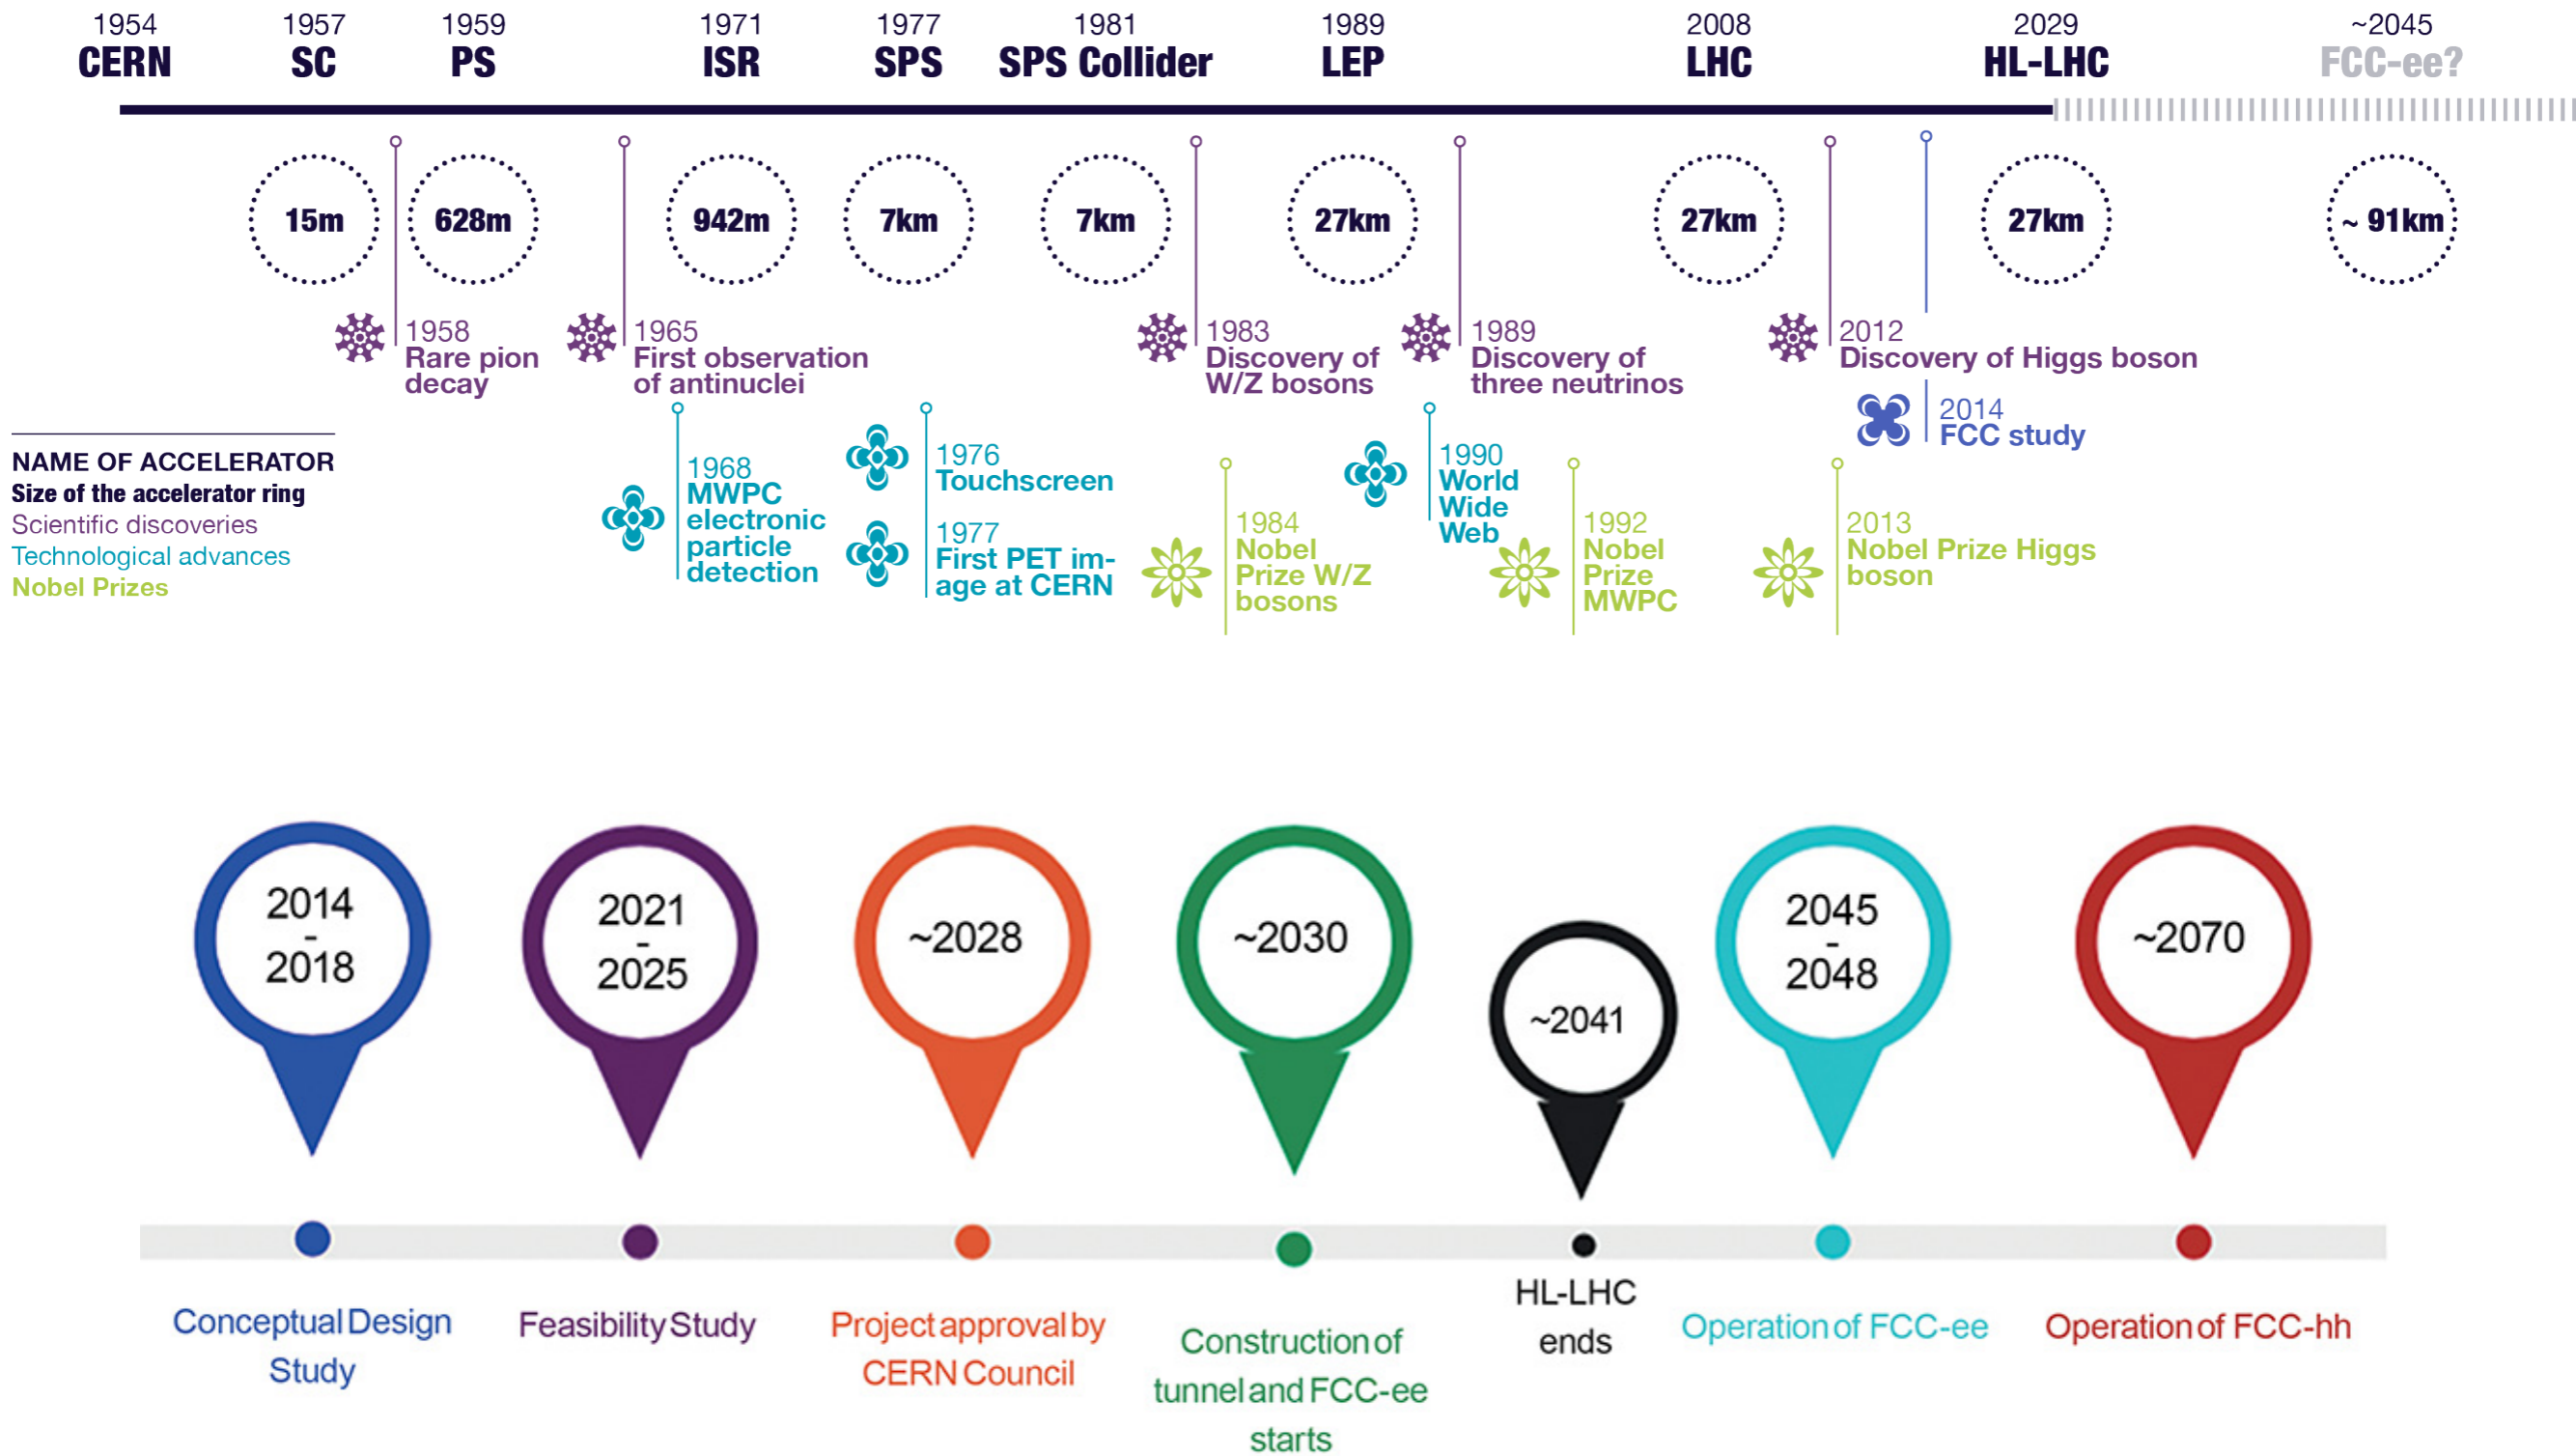 1954
CERN
1957
SC
1959
PS
1971
ISR
1977
SPS
1981
SPS Collider
1989
LEP
2008
LHC
2029
HL-LHC
~2045
FCC-ee?
15m
628m
942m
7km
7km
27km
27km
27km
~ 91km
1958
Rare pion
decay
1965
First observation
of antinuclei
1983
Discovery of
W/Z bosons
1989
Discovery of
three neutrinos
2012
Discovery of Higgs boson
2014
FCC study
NAME OF ACCELERATOR
Size of the accelerator ring
Scientific discoveries
Technological advances
Nobel Prizes
1968
MWPC
electronic
particle
detection
1976
Touchscreen
1977
First PET im-
age at CERN
1984
Nobel
Prize W/Z
bosons
1990
World
Wide
Web
1992
Nobel
Prize
MWPC
2013
Nobel Prize Higgs
boson
2014
-
2018
2021
-
2025
~2028
~2030
~2041
2045
-
2048
~2070
Conceptual Design
Study
Feasibility Study
Project approval by
CERN Council
Construction of
tunnel and FCC-ee
starts
HL-LHC
ends
Operation of FCC-ee
Operation of FCC-hh